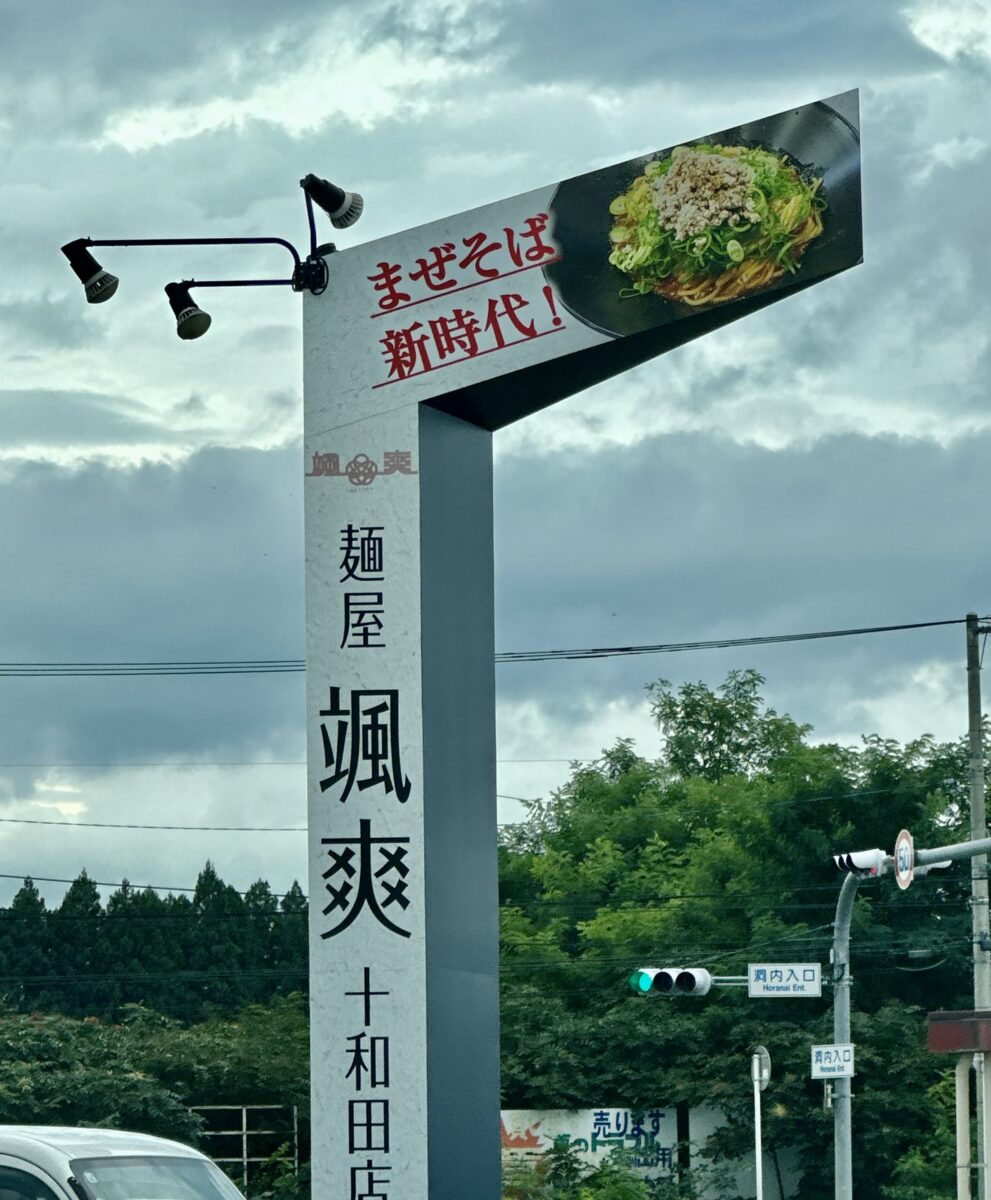 まぜそば
新時代!
颯爽
麺屋
颯爽
十和田店
50
洞内入口
Horanai Ent.
洞内入口
Horanai Ent.
売ります